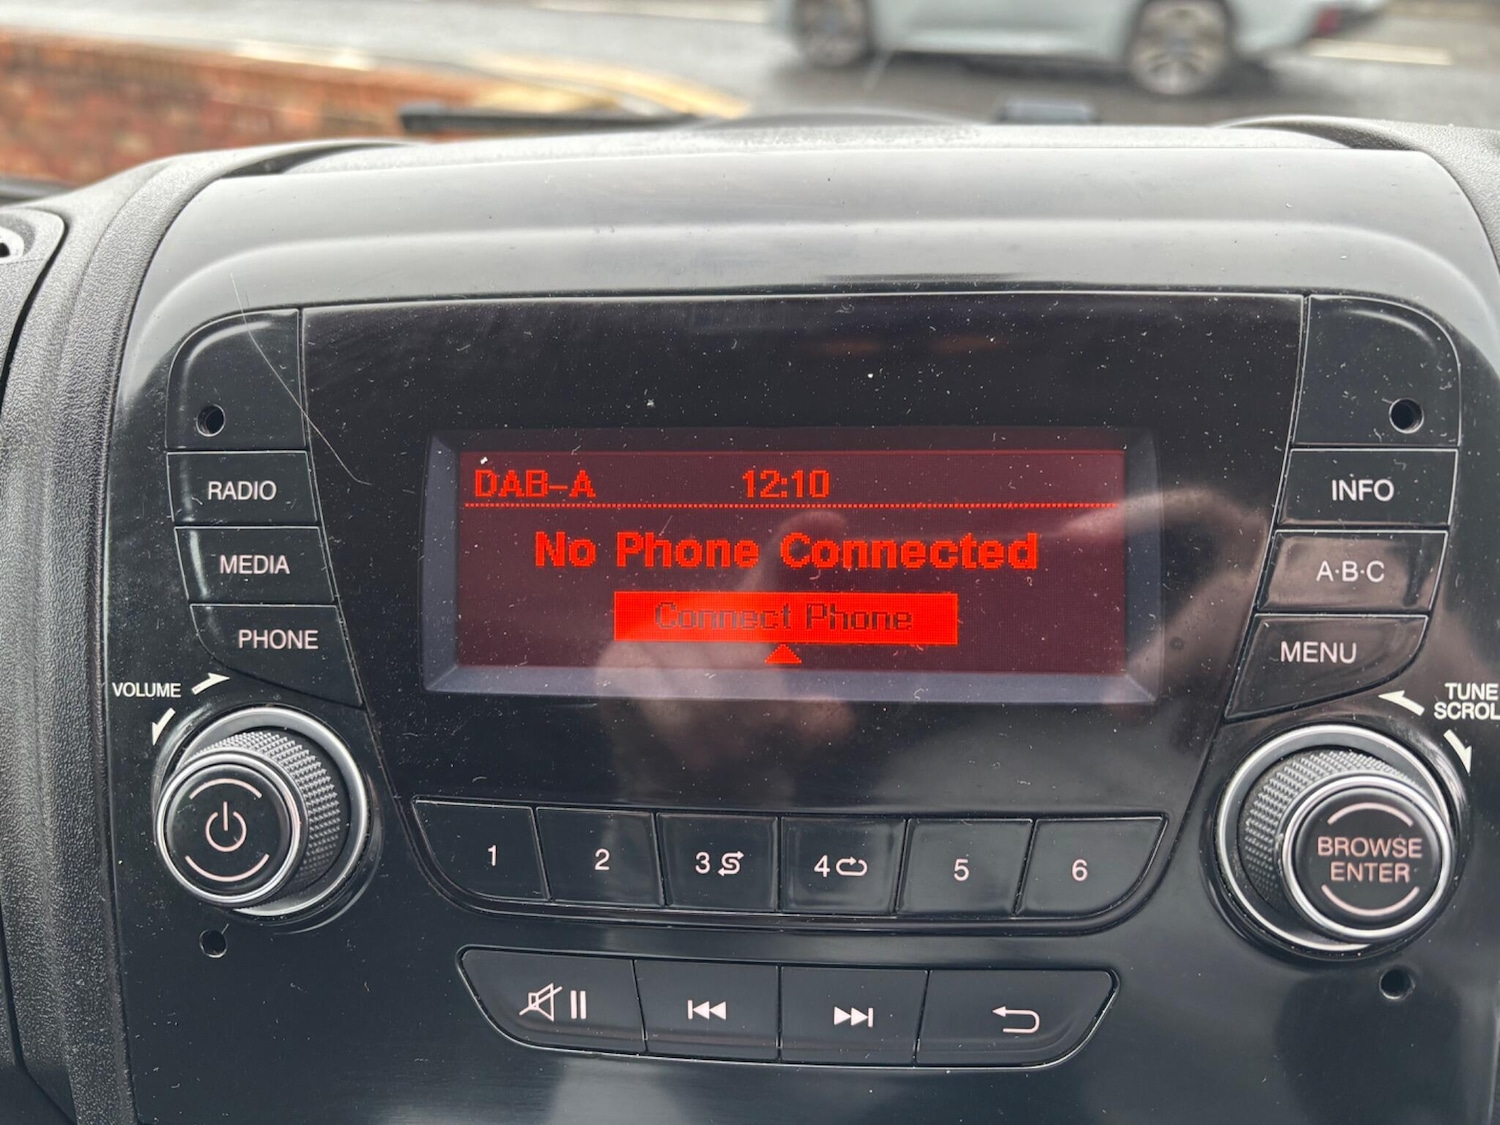 DAB-A 12:10
No Phone Connected
Connect Phone
RADIO
MEDIA
PHONE
VOLUME
INFO
A·B·C
MENU
TUNE
SCROL
1 2 3 4 5 6
BROWSE
ENTER